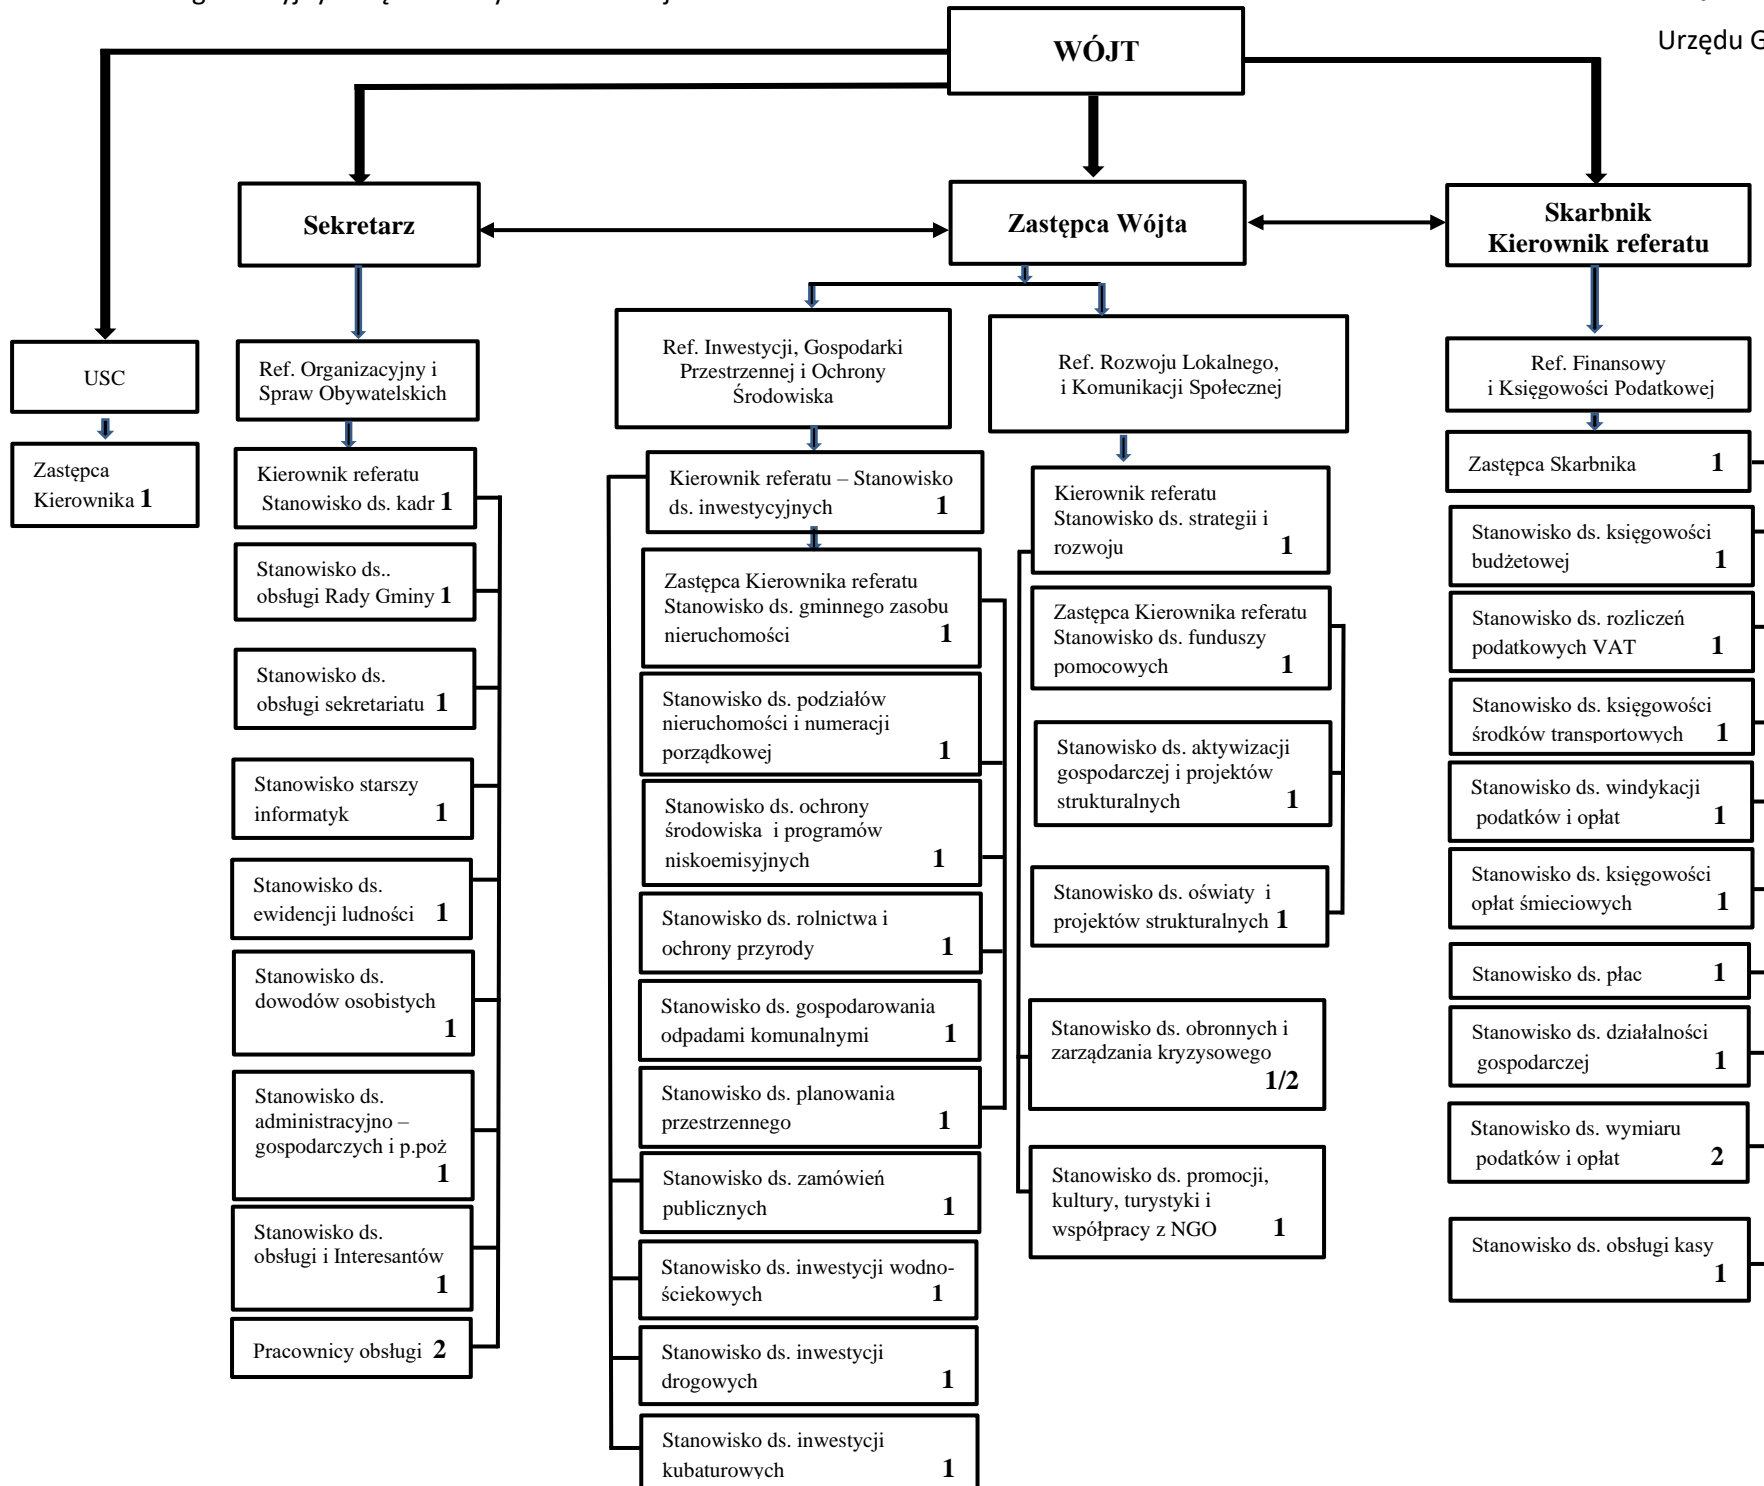 Urzędu G
WÓJT
Sekretarz
Zastępca Wójta
Skarbnik
Kierownik referatu
USC
Zastępca
Kierownika 1
Ref. Organizacyjny i
Spraw Obywatelskich
Kierownik referatu
Stanowisko ds. kadr 1
Stanowisko ds..
obsługi Rady Gminy 1
Stanowisko ds.
obsługi sekretariatu 1
Stanowisko starszy
informatyk 1
Stanowisko ds.
ewidencji ludności 1
Stanowisko ds.
dowodów osobistych
1
Stanowisko ds.
administracyjno –
gospodarczych i p.poż
1
Stanowisko ds.
obsługi i Interesantów
1
Pracownicy obsługi 2
Ref. Inwestycji, Gospodarki
Przestrzennej i Ochrony
Środowiska
Kierownik referatu – Stanowisko
ds. inwestycyjnych 1
Zastępca Kierownika referatu
Stanowisko ds. gminnego zasobu
nieruchomości 1
Stanowisko ds. podziałów
nieruchomości i numeracji
porządkowej 1
Stanowisko ds. ochrony
środowiska i programów
niskoemisyjnych 1
Stanowisko ds. rolnictwa i
ochrony przyrody 1
Stanowisko ds. gospodarowania
odpadami komunalnymi 1
Stanowisko ds. planowania
przestrzennego 1
Stanowisko ds. zamówień
publicznych 1
Stanowisko ds. inwestycji wodno-
ściekowych 1
Stanowisko ds. inwestycji
drogowych 1
Stanowisko ds. inwestycji
kubaturowych 1
Ref. Rozwoju Lokalnego,
i Komunikacji Społecznej
Kierownik referatu
Stanowisko ds. strategii i
rozwoju 1
Zastępca Kierownika referatu
Stanowisko ds. funduszy
pomocowych 1
Stanowisko ds. aktywizacji
gospodarczej i projektów
strukturalnych 1
Stanowisko ds. oświaty i
projektów strukturalnych 1
Stanowisko ds. obronnych i
zarządzania kryzysowego
1/2
Stanowisko ds. promocji,
kultury, turystyki i
współpracy z NGO 1
Ref. Finansowy
i Księgowości Podatkowej
Zastępca Skarbnika 1
Stanowisko ds. księgowości
budżetowej 1
Stanowisko ds. rozliczeń
podatkowych VAT 1
Stanowisko ds. księgowości
środków transportowych 1
Stanowisko ds. windykacji
podatków i opłat 1
Stanowisko ds. księgowości
opłat śmieciowych 1
Stanowisko ds. płac 1
Stanowisko ds. działalności
gospodarczej 1
Stanowisko ds. wymiaru
podatków i opłat 2
Stanowisko ds. obsługi kasy
1